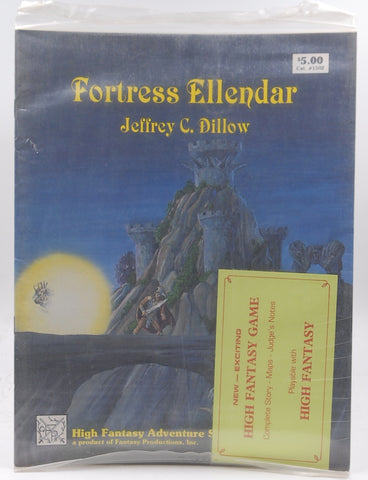 $5.00
Cat. #1502
Fortress Ellendar
Jeffrey C. Dillow
NEW — EXCITING
HIGH FANTASY GAME
Complete Story - Maps - Judge's Notes
Playable with
HIGH FANTASY
High Fantasy Adventure S
a product of Fantasy Productions, Inc.